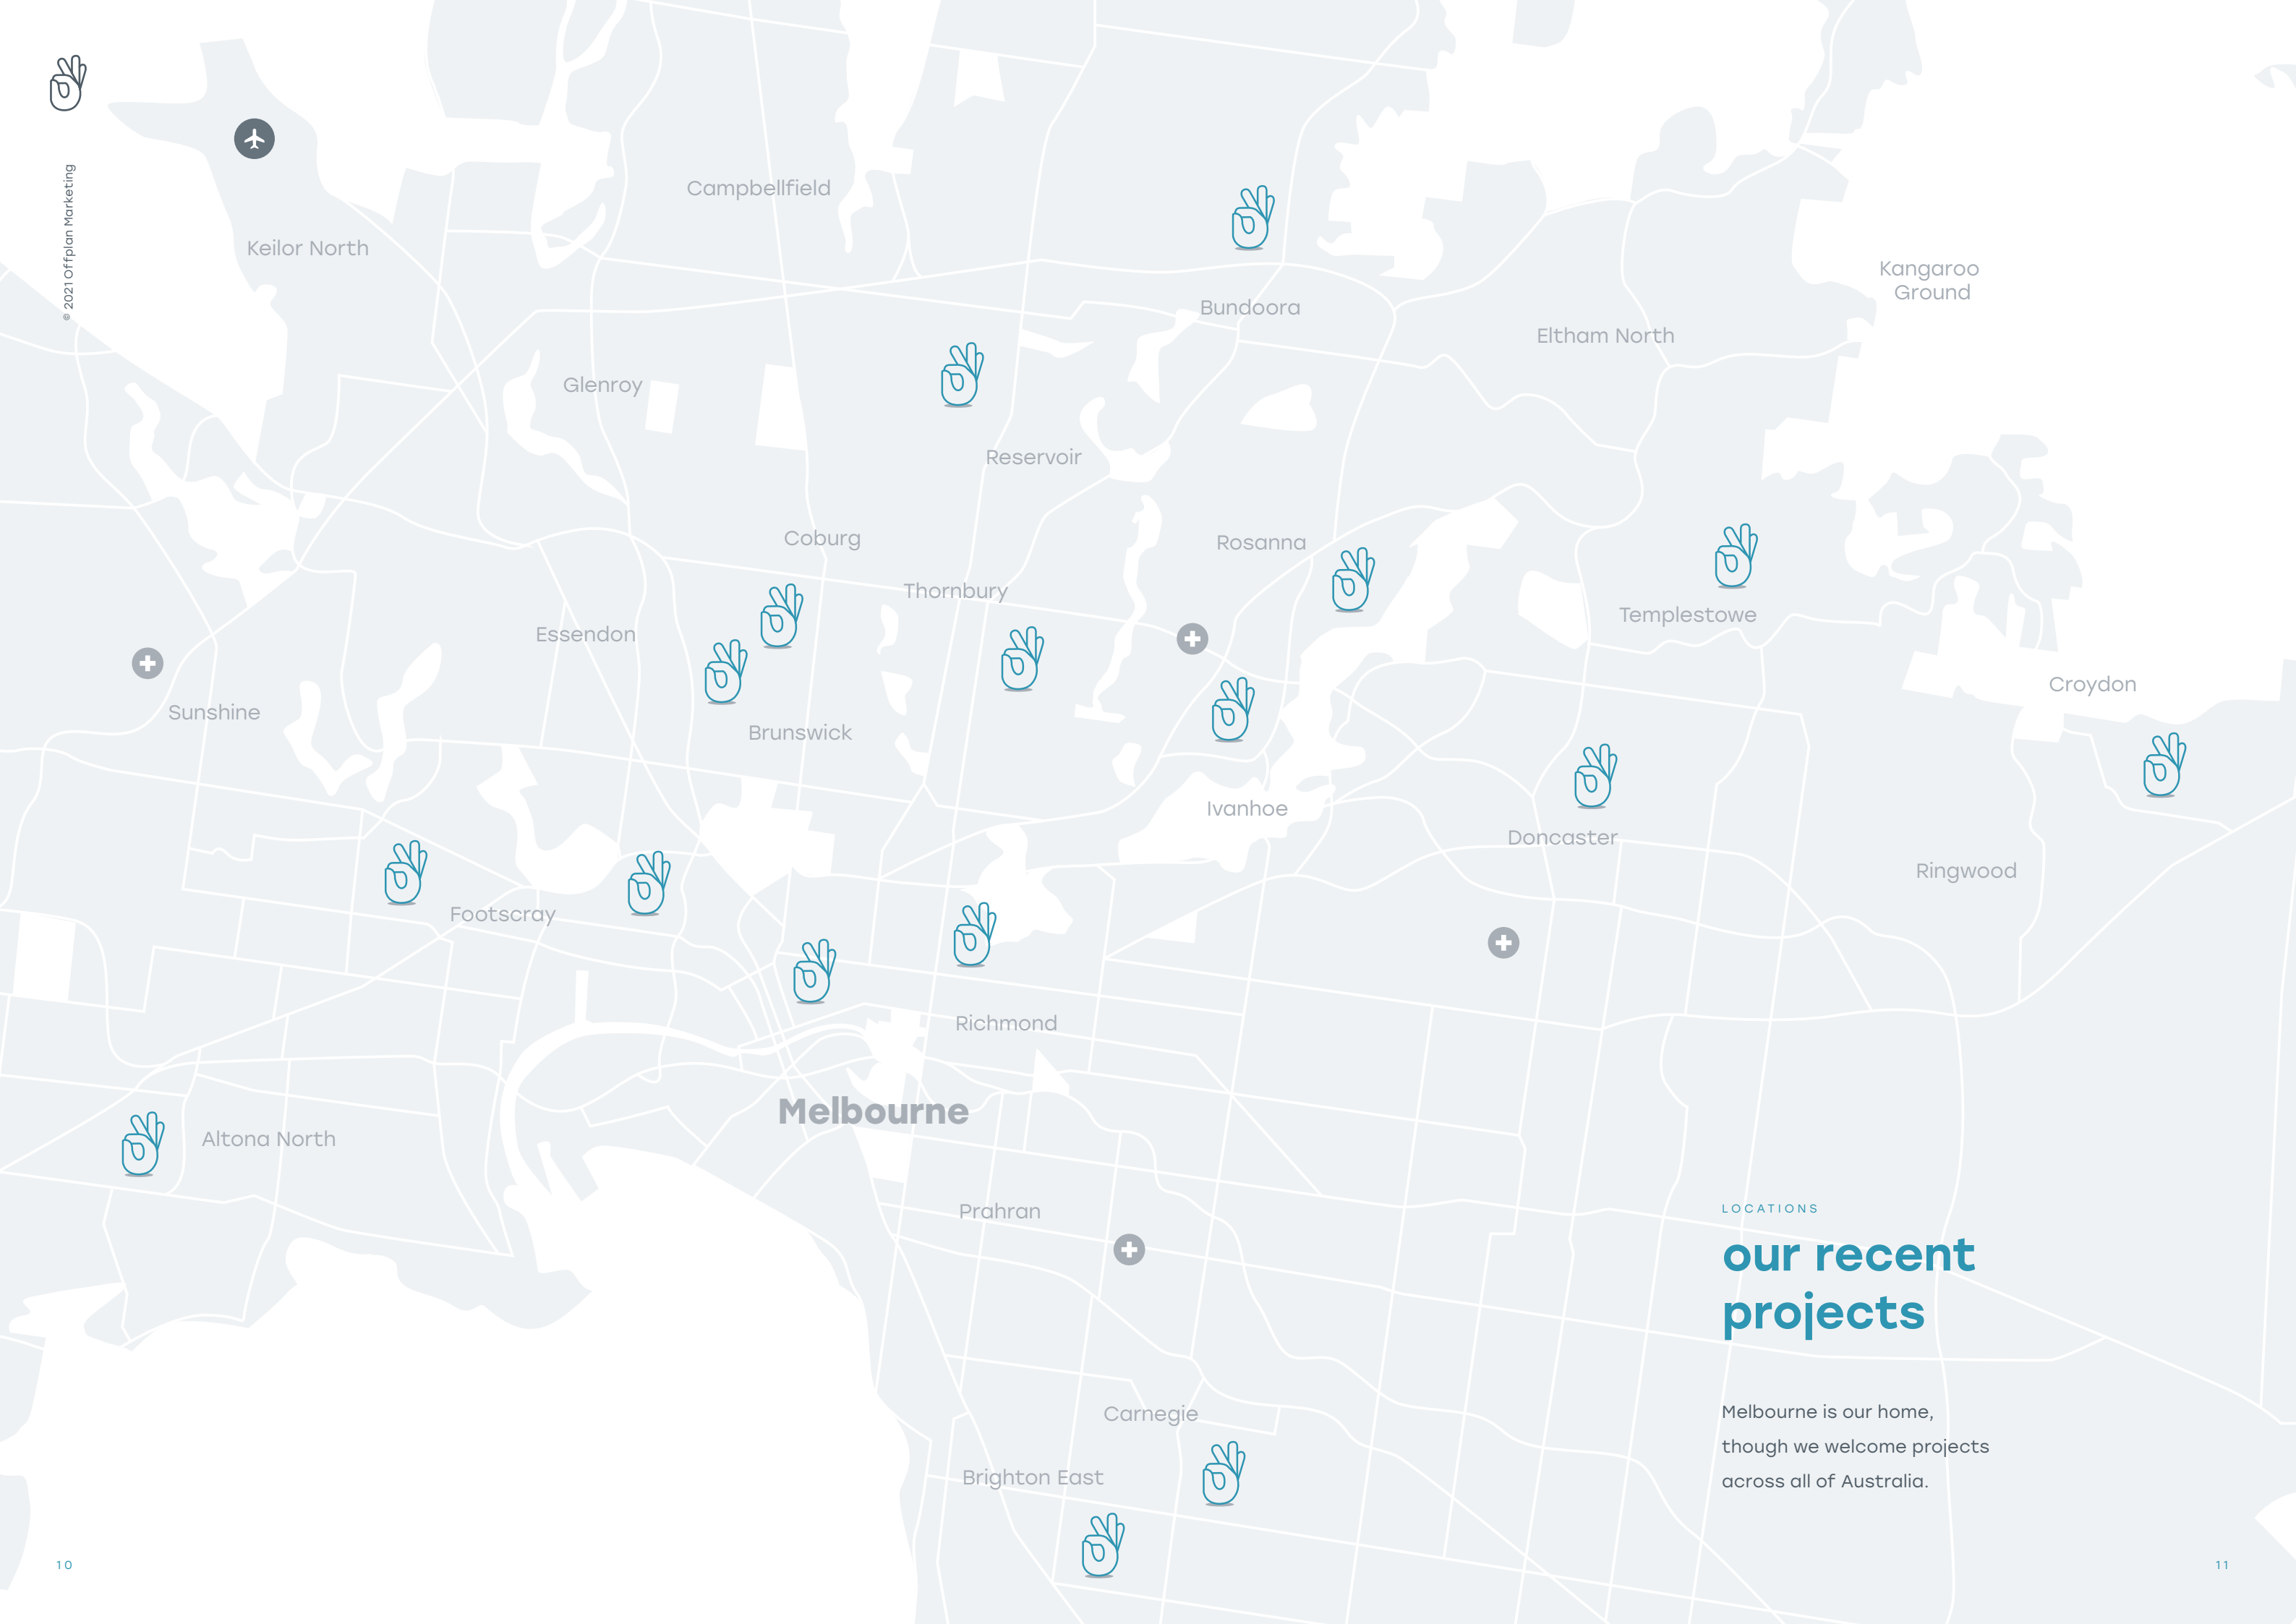 © 2021 Offplan Marketing
Campbellfield
Keilor North
Kangaroo
Ground
Bundoora
Eltham North
Glenroy
Reservoir
Coburg
Rosanna
Thornbury
Templestowe
Essendon
Croydon
Sunshine
Brunswick
Ivanhoe
Doncaster
Ringwood
Footscray
Richmond
Melbourne
Altona North
Prahran
Carnegie
Brighton East
LOCATIONS
our recent
projects
Melbourne is our home,
though we welcome projects
across all of Australia.
10
11